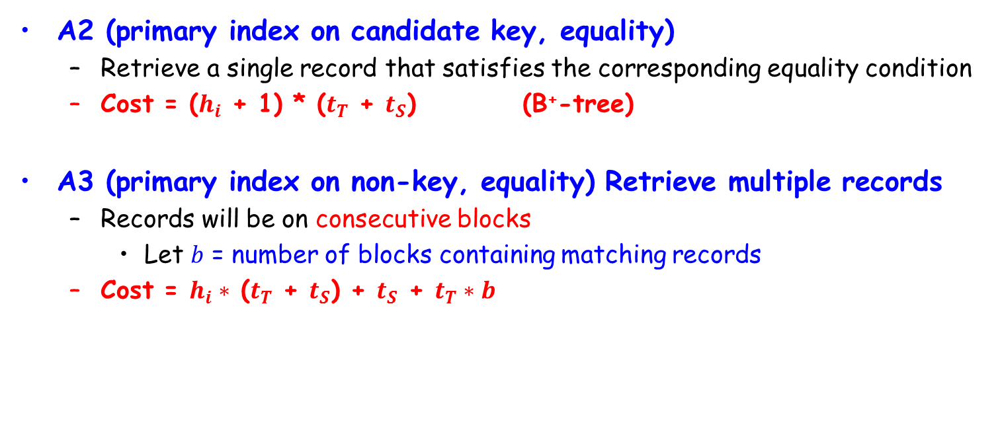 • A2 (primary index on candidate key, equality)
– Retrieve a single record that satisfies the corresponding equality condition
– Cost = (hᵢ + 1) * (t_T + t_S) (B⁺-tree)
• A3 (primary index on non-key, equality) Retrieve multiple records
– Records will be on consecutive blocks
• Let b = number of blocks containing matching records
– Cost = hᵢ * (t_T + t_S) + t_S + t_T * b